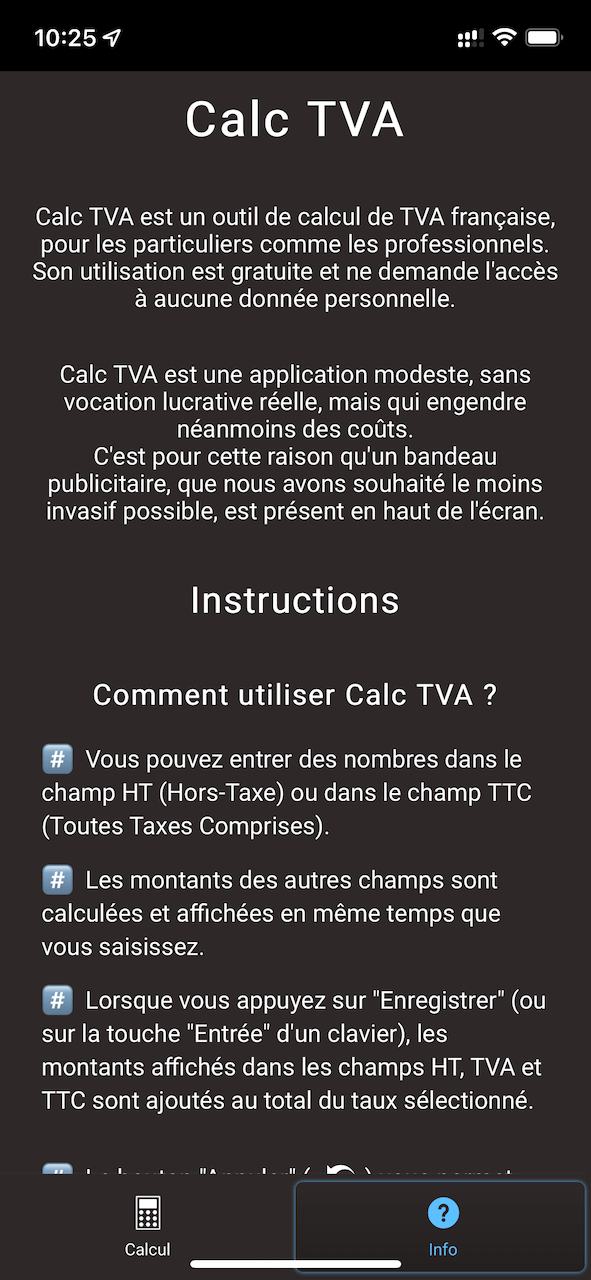 10:25
Calc TVA
Calc TVA est un outil de calcul de TVA française,
pour les particuliers comme les professionnels.
Son utilisation est gratuite et ne demande l'accès
à aucune donnée personnelle.
Calc TVA est une application modeste, sans
vocation lucrative réelle, mais qui engendre
néanmoins des coûts.
C'est pour cette raison qu'un bandeau
publicitaire, que nous avons souhaité le moins
invasif possible, est présent en haut de l'écran.
Instructions
Comment utiliser Calc TVA ?
# Vous pouvez entrer des nombres dans le
champ HT (Hors-Taxe) ou dans le champ TTC
(Toutes Taxes Comprises).
# Les montants des autres champs sont
calculées et affichées en même temps que
vous saisissez.
# Lorsque vous appuyez sur "Enregistrer" (ou
sur la touche "Entrée" d'un clavier), les
montants affichés dans les champs HT, TVA et
TTC sont ajoutés au total du taux sélectionné.
Calcul
? Info